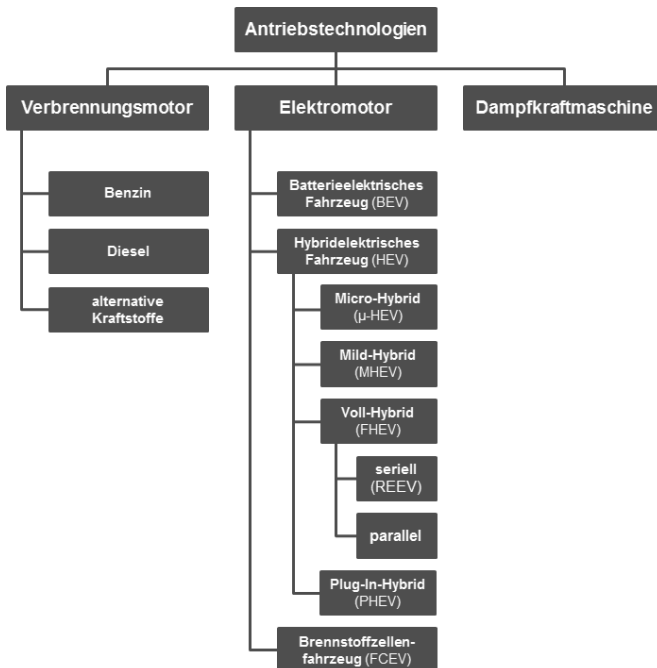 Antriebstechnologien
Verbrennungsmotor
Elektromotor
Dampfkraftmaschine
Benzin
Diesel
alternative
Kraftstoffe
Batterieelektrisches
Fahrzeug (BEV)
Hybridelektrisches
Fahrzeug (HEV)
Micro-Hybrid
(µ-HEV)
Mild-Hybrid
(MHEV)
Voll-Hybrid
(FHEV)
seriell
(REEV)
parallel
Plug-In-Hybrid
(PHEV)
Brennstoffzellen-
fahrzeug (FCEV)